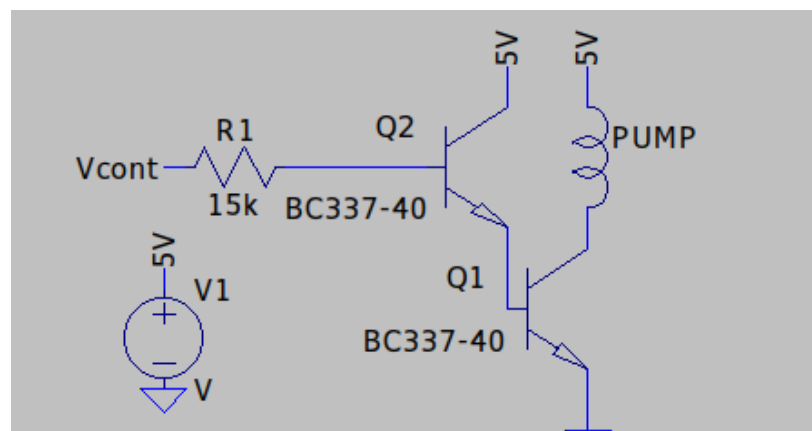 5V
5V
R1
Q2
PUMP
Vcont
15k
BC337-40
5V
V1
Q1
BC337-40
V